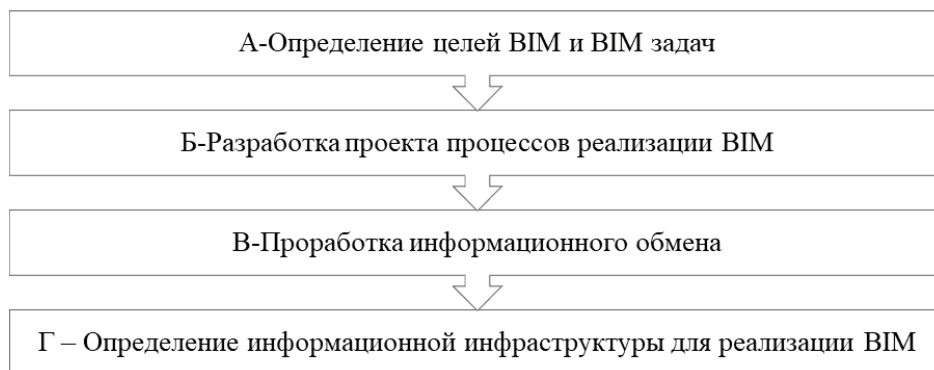 А-Определение целей BIM и BIM задач
Б-Разработка проекта процессов реализации BIM
В-Проработка информационного обмена
Г – Определение информационной инфраструктуры для реализации BIM